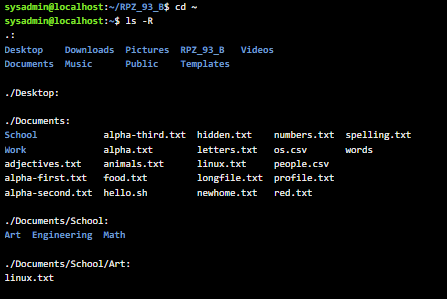 sysadmin@localhost:~/RPZ_93_B$ cd ~
sysadmin@localhost:~$ ls -R
.:
Desktop    Downloads  Pictures  RPZ_93_B   Videos
Documents  Music      Public    Templates

./Desktop:

./Documents:
School            alpha-third.txt  hidden.txt    numbers.txt  spelling.txt
Work              alpha.txt        letters.txt   os.csv       words
adjectives.txt    animals.txt      linux.txt     people.csv
alpha-first.txt   food.txt         longfile.txt  profile.txt
alpha-second.txt  hello.sh         newhome.txt   red.txt

./Documents/School:
Art  Engineering  Math

./Documents/School/Art:
linux.txt